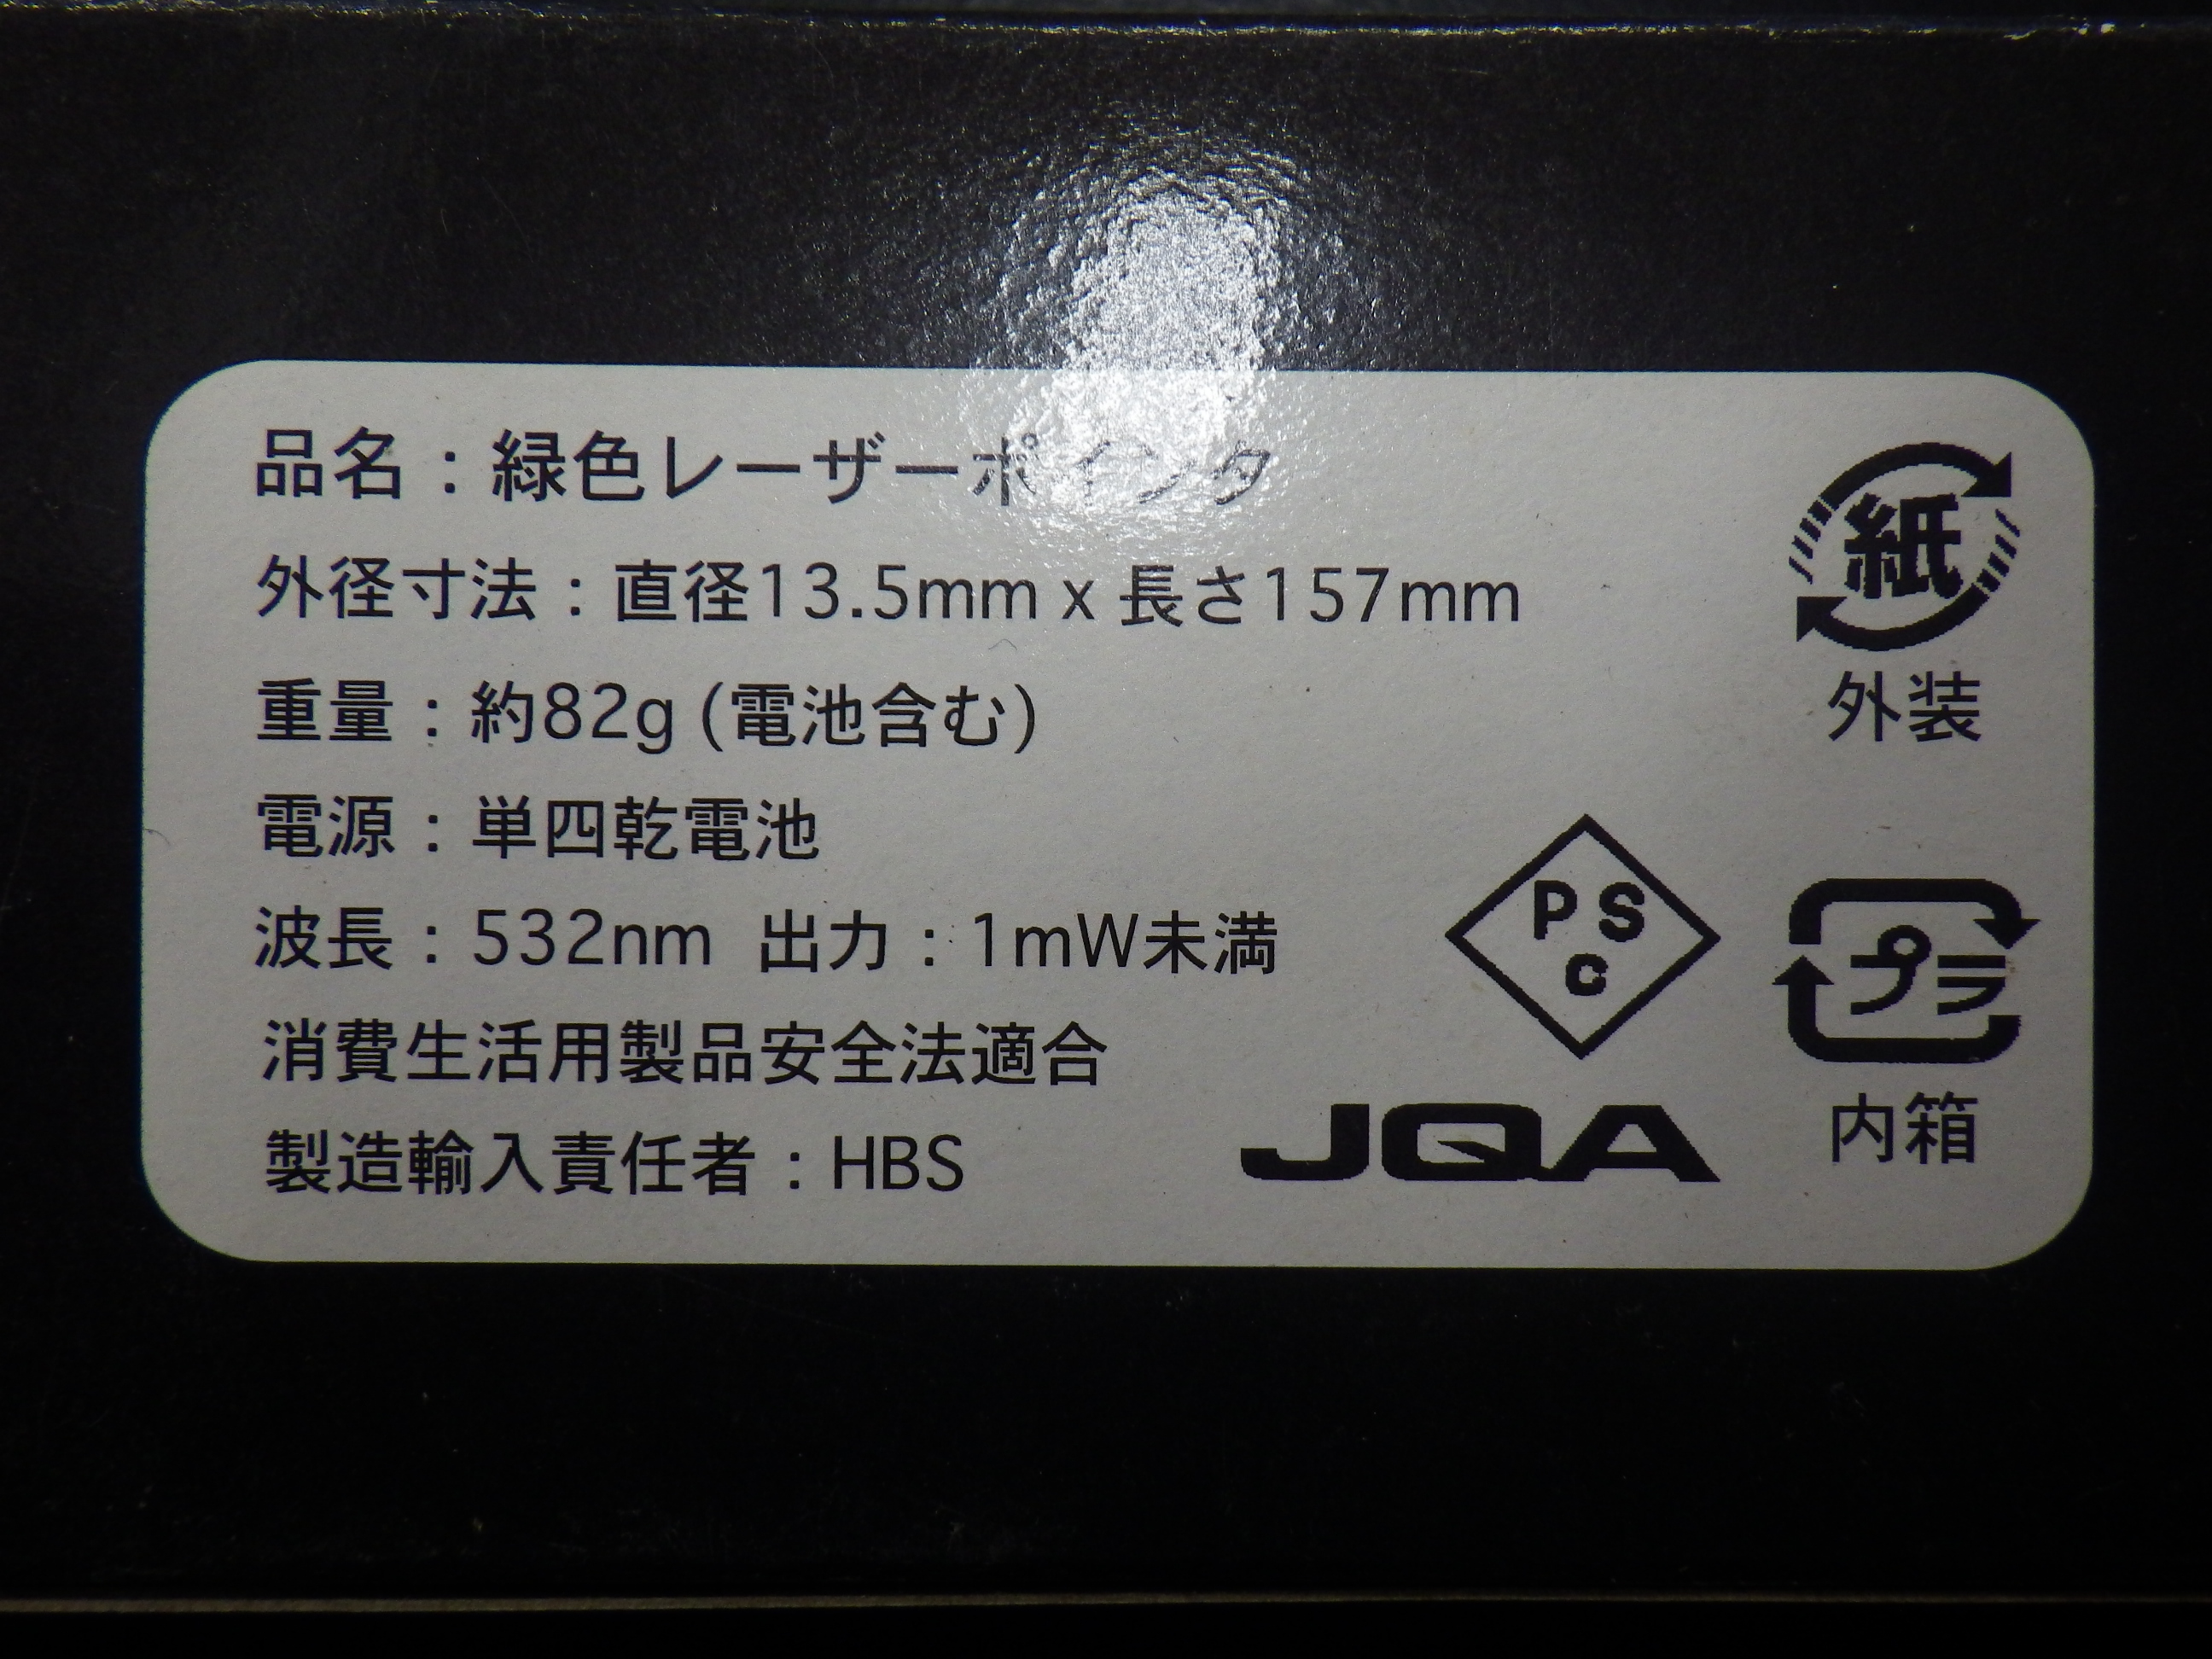 品名：緑色レーザーポインタ
外径寸法：直径13.5mm x 長さ157mm
重量：約82g (電池含む)
電源：単四乾電池
波長：532nm 出力：1mW未満
消費生活用製品安全法適合
製造輸入責任者：HBS
P S
C
JQA
紙
外装
プラ
内箱